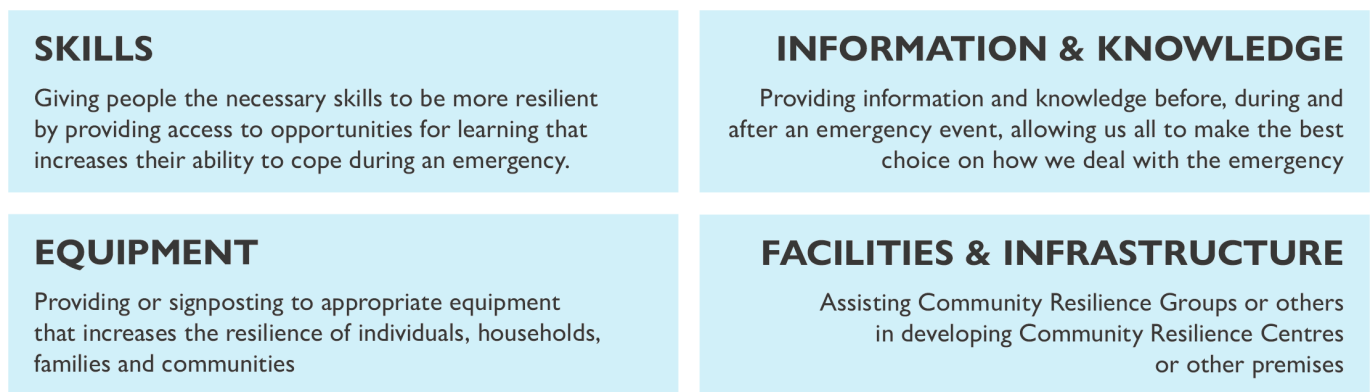 SKILLS
Giving people the necessary skills to be more resilient
by providing access to opportunities for learning that
increases their ability to cope during an emergency.
INFORMATION & KNOWLEDGE
Providing information and knowledge before, during and
after an emergency event, allowing us all to make the best
choice on how we deal with the emergency
EQUIPMENT
Providing or signposting to appropriate equipment
that increases the resilience of individuals, households,
families and communities
FACILITIES & INFRASTRUCTURE
Assisting Community Resilience Groups or others
in developing Community Resilience Centres
or other premises